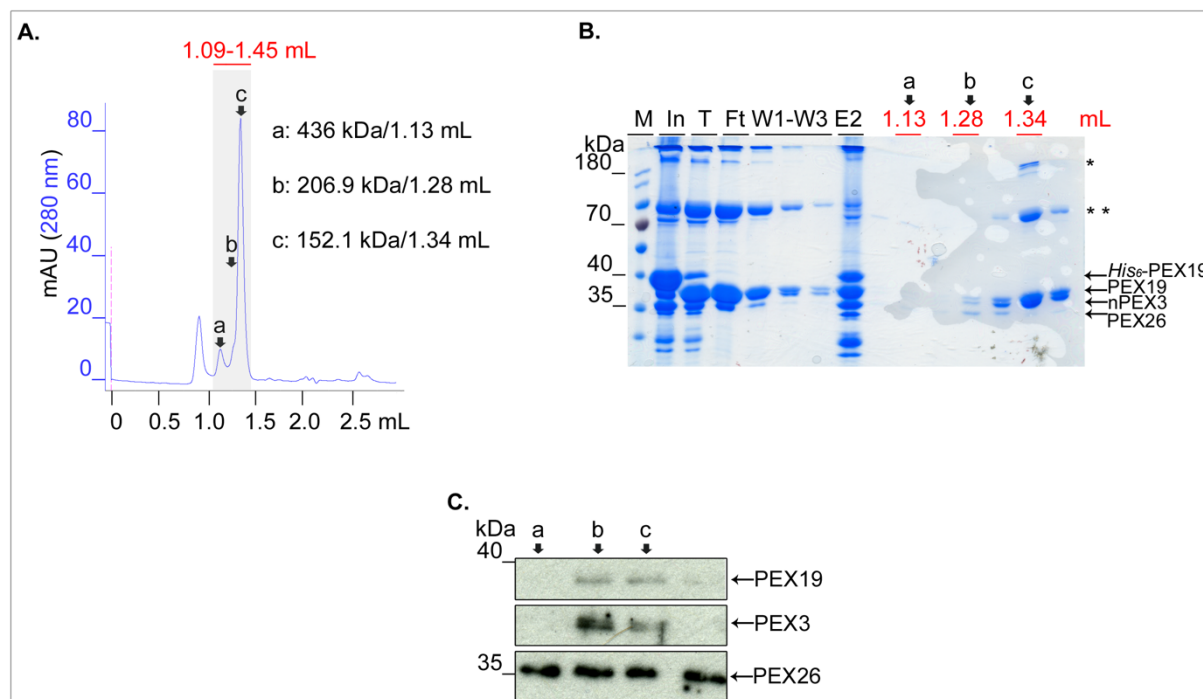 A.
1.09-1.45 mL
c
b
a
a: 436 kDa/1.13 mL
b: 206.9 kDa/1.28 mL
c: 152.1 kDa/1.34 mL
mAU (280 nm)
80
60
40
20
0
0 0.5 1.0 1.5 2.0 2.5 mL
B.
a b c
M In T Ft W1-W3 E2 1.13 1.28 1.34 mL
kDa
180
70
40
35
*
* *
His₆-PEX19
PEX19
nPEX3
PEX26
C.
kDa a b c
40
PEX19
PEX3
35
PEX26